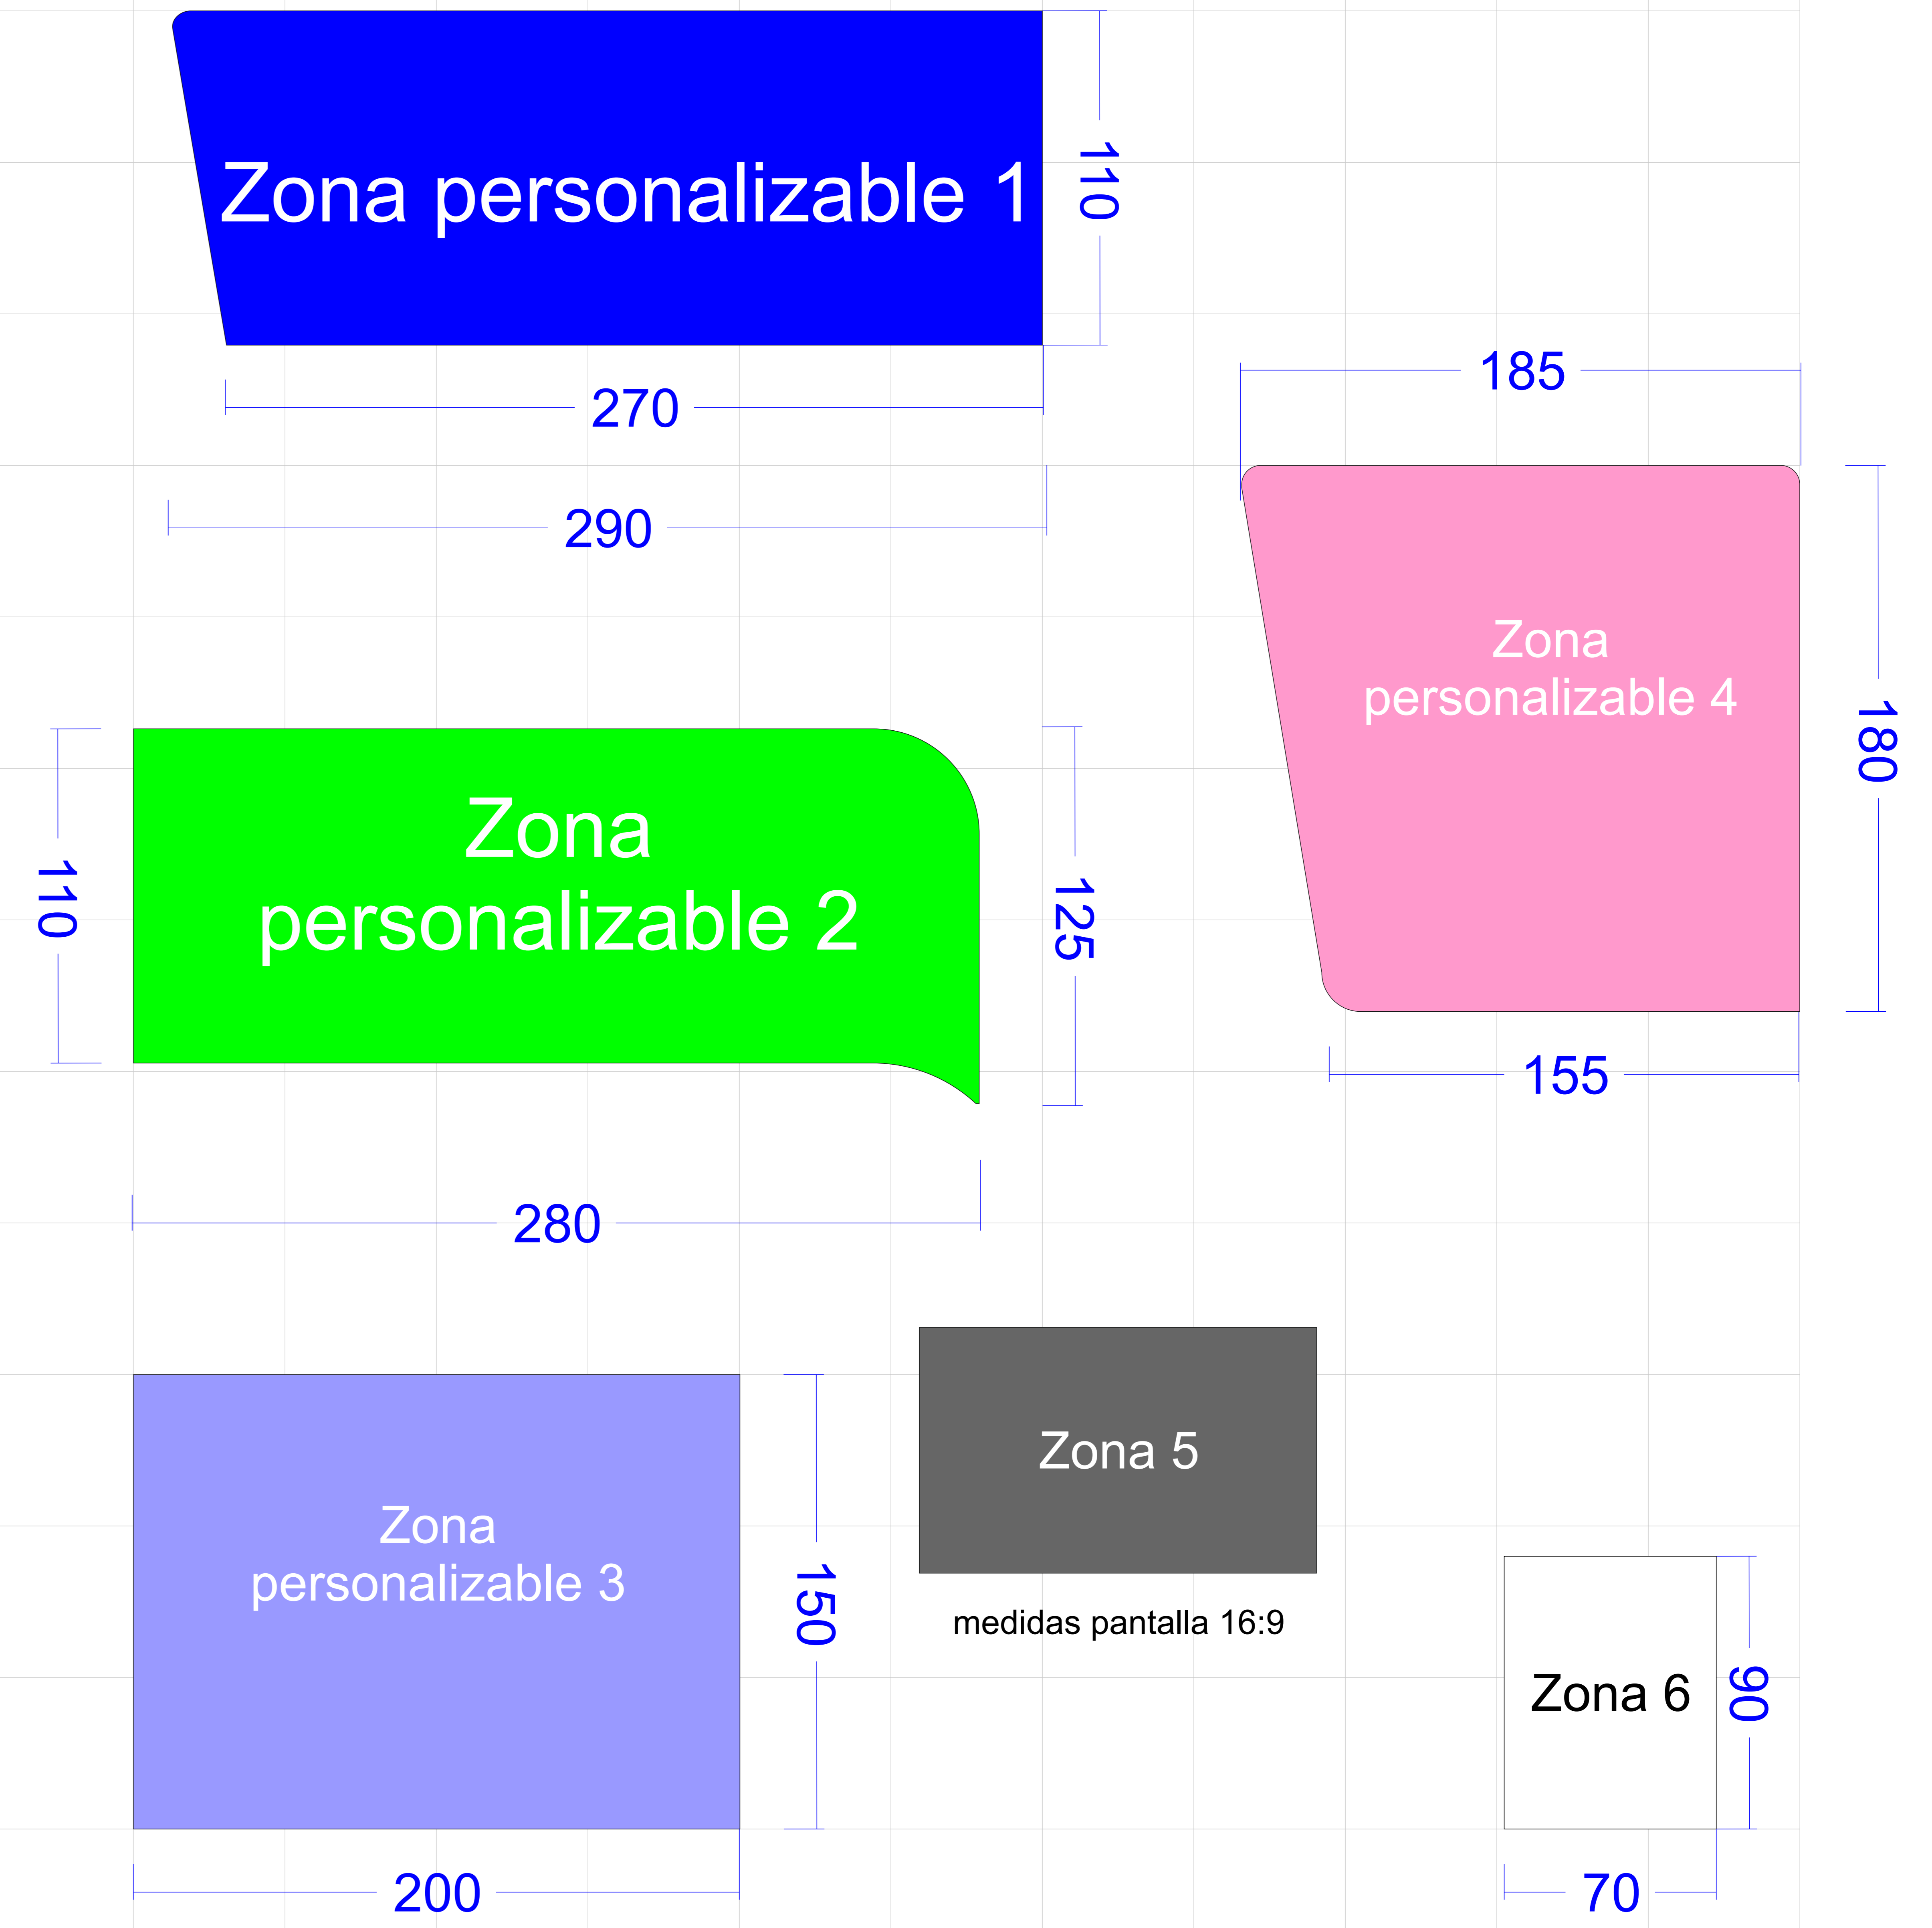 Zona personalizable 1
110
270
290
185
Zona
personalizable 4
180
155
Zona
personalizable 2
110
125
280
Zona
personalizable 3
150
200
Zona 5
medidas pantalla 16:9
Zona 6
90
70